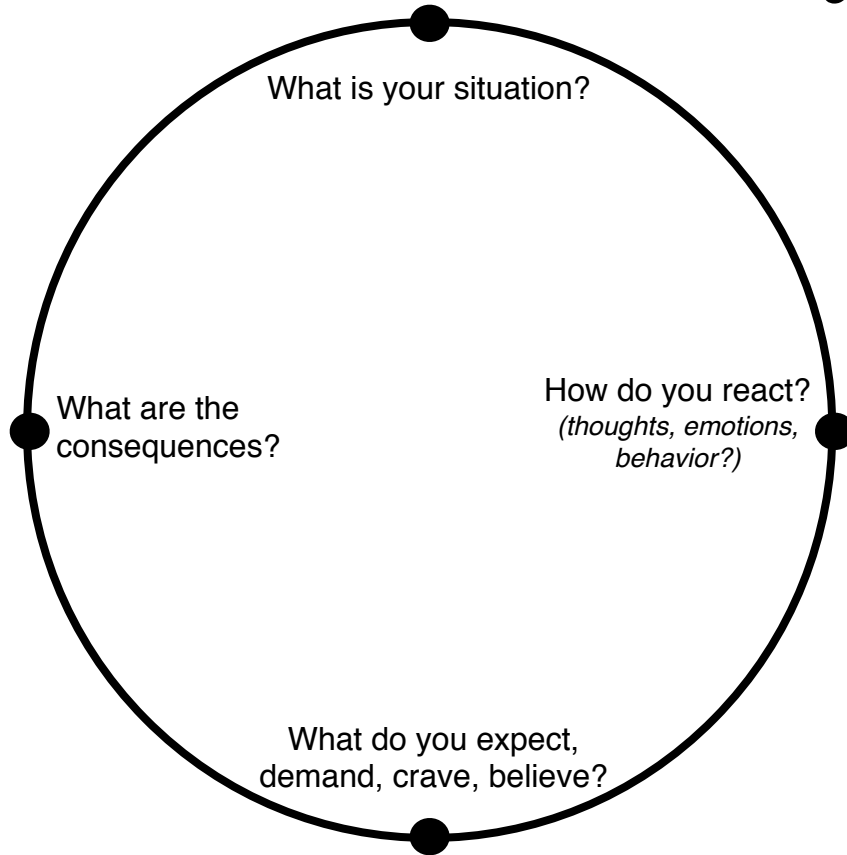 What is your situation?
How do you react?
(thoughts, emotions,
behavior?)
What do you expect,
demand, crave, believe?
What are the
consequences?